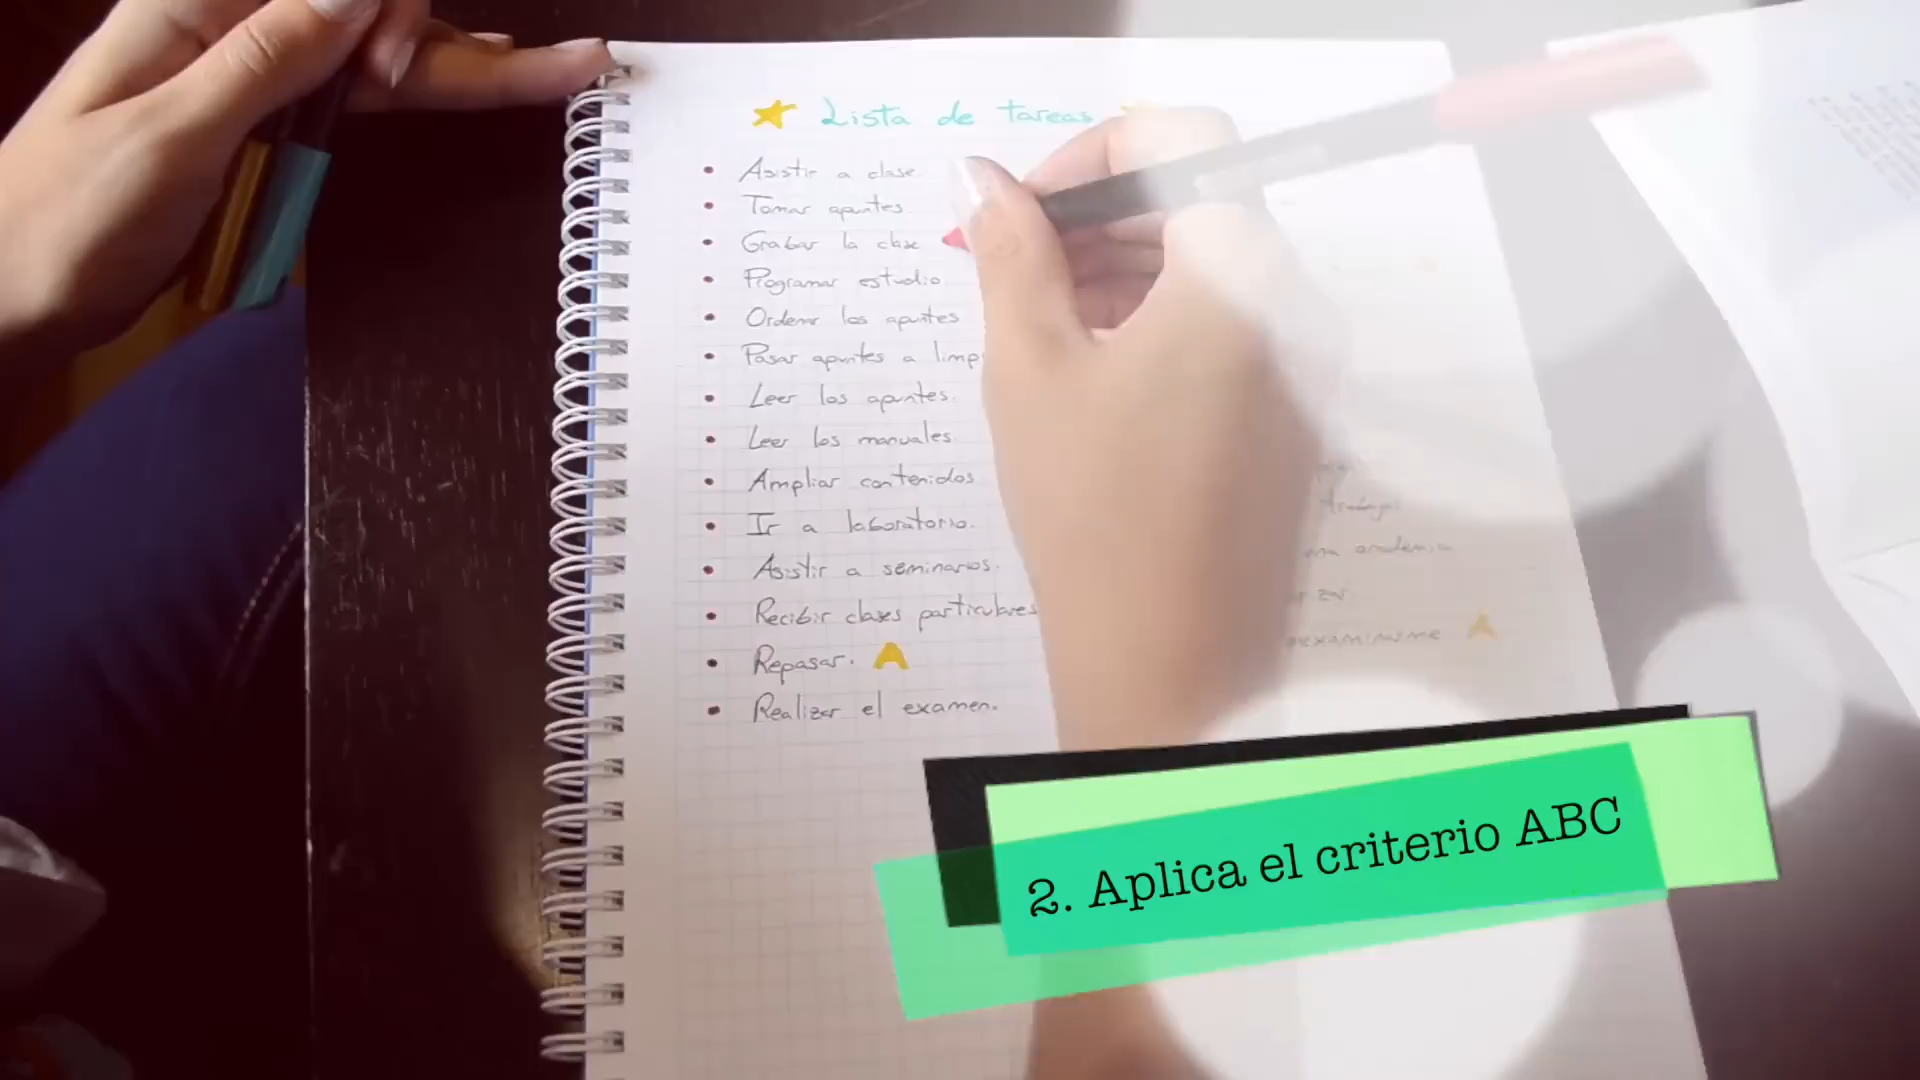 Lista de tareas
Asistir a clase
Tomar apuntes.
Grabar la clase
Programar estudio
Ordenar los apuntes
Pasar apuntes a
Leer los apuntes.
Leer los manuales
Ampliar contenidos
Ir a laboratorio.
Asistir a seminarios.
Recibir clases particulares
Repasar. A
Realizar el examen.
trabajo
academia
A
2. Aplica el criterio ABC